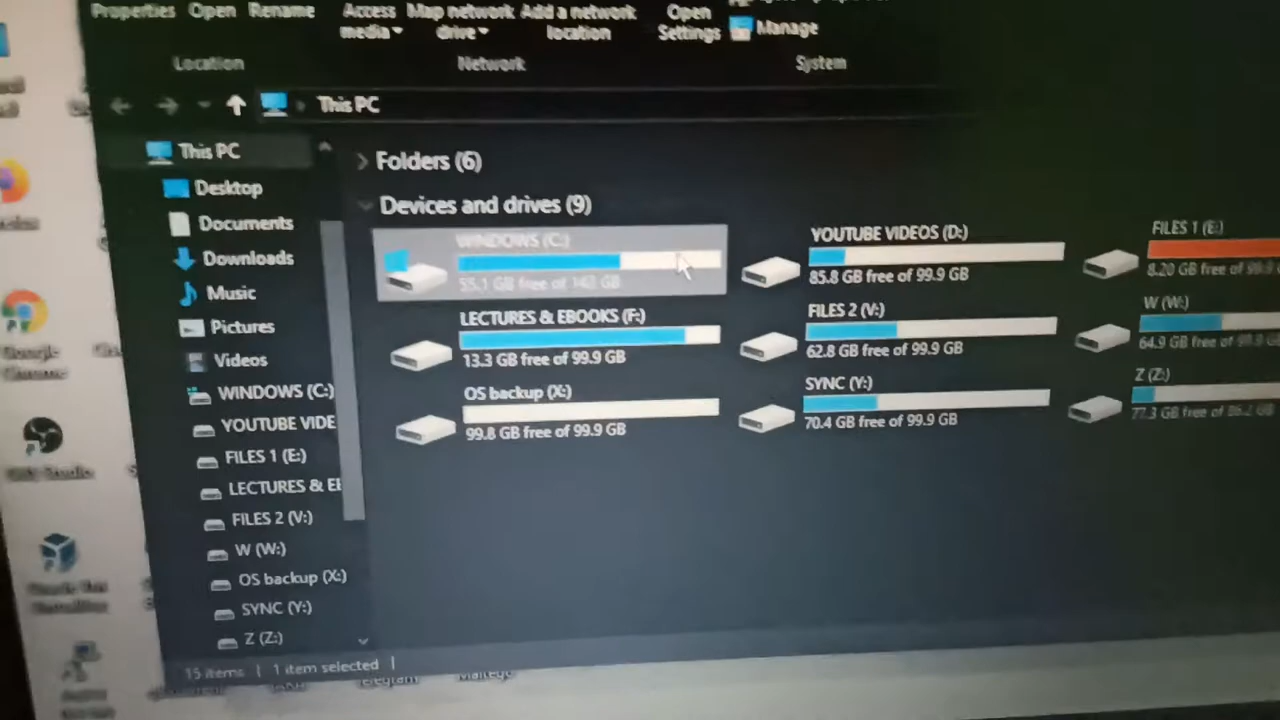 Properties Open Rename
Access media
Map network drive
Add a network location
Open Settings
Manage
Location
Network
System
This PC
This PC
Desktop
Documents
Downloads
Music
Pictures
Videos
WINDOWS (C:)
YOUTUBE VIDE
FILES 1 (E:)
LECTURES & EB
FILES 2 (V:)
W (W:)
OS backup (X:)
SYNC (Y:)
Z (Z:)
Folders (6)
Devices and drives (9)
WINDOWS (C:)
55.1 GB free of
YOUTUBE VIDEOS (D:)
85.8 GB free of 99.9 GB
FILES 1 (E:)
8.20 GB free of 99.9 GB
LECTURES & EBOOKS (F:)
13.3 GB free of 99.9 GB
FILES 2 (V:)
62.8 GB free of 99.9 GB
W (W:)
64.9 GB free of 99.9 GB
OS backup (X:)
99.8 GB free of 99.9 GB
SYNC (Y:)
70.4 GB free of 99.9 GB
Z (Z:)
77.3 GB free of 86.2 GB
15 items
1 item selected
Google
Chrome
Studio
Telegram
Maltego